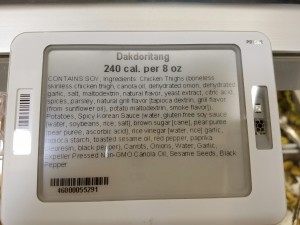 Dakdoritang
240 cal. per 8 oz
CONTAINS SOY, Ingredients: Chicken Thighs (boneless
skinless chicken thigh, canola oil, dehydrated onion, dehydrated
garlic, salt, maltodextrin, natural flavor, yeast extract, citric acid,
spices, parsley, natural grill flavor [tapioca dextrin, grill flavor
(from sunflower oil), potato maltodextrin, smoke flavor]),
Potatoes, Spicy Korean Sauce (water, gluten free soy sauce
[water, soybeans, rice, salt], brown sugar [cane], pear puree
[pear puree, ascorbic acid], rice vinegar [water, rice] garlic,
starch, toasted sesame oil, red pepper, paprika
black pepper), Carrots, Onions, Water, Garlic,
Expeller Pressed Non-GMO Canola Oil, Sesame Seeds, Black
Pepper
46000055291